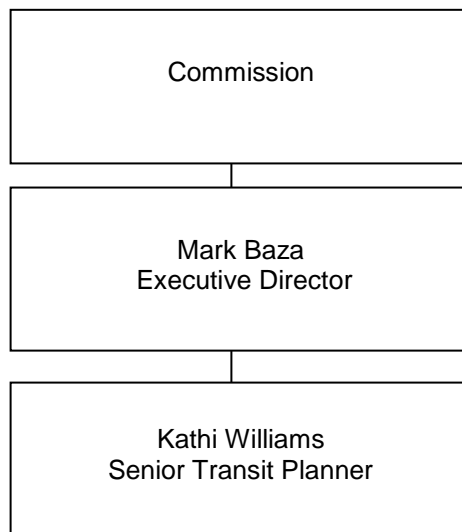 Commission
Mark Baza
Executive Director
Kathi Williams
Senior Transit Planner